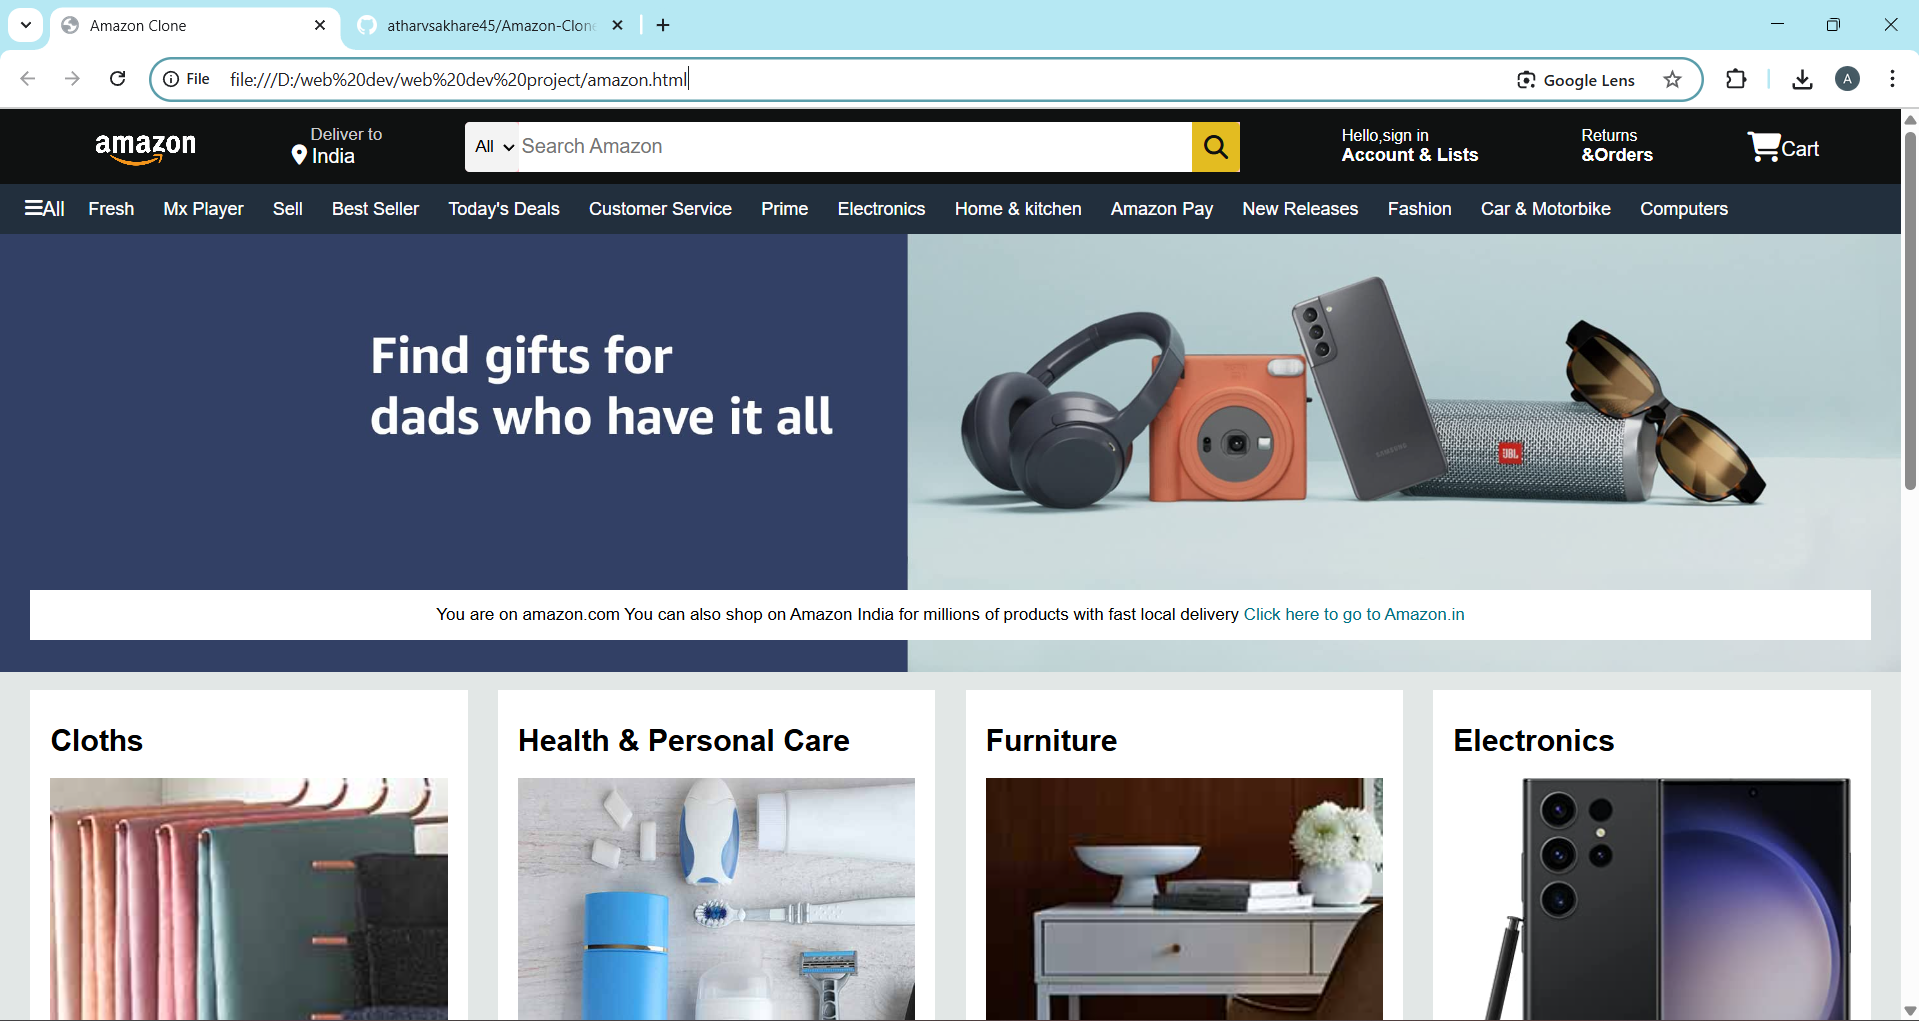 Amazon Clone
atharvsakhare45/Amazon-Clone
File file:///D:/web%20dev/web%20dev%20project/amazon.html Google Lens A
amazon
Deliver to
India
All Search Amazon
Hello,sign in
Account & Lists
Returns
&Orders
Cart
All Fresh Mx Player Sell Best Seller Today's Deals Customer Service Prime Electronics Home & kitchen Amazon Pay New Releases Fashion Car & Motorbike Computers
Find gifts for
dads who have it all
SAMSUNG
JBL
You are on amazon.com You can also shop on Amazon India for millions of products with fast local delivery Click here to go to Amazon.in
Cloths
Health & Personal Care
Furniture
Electronics